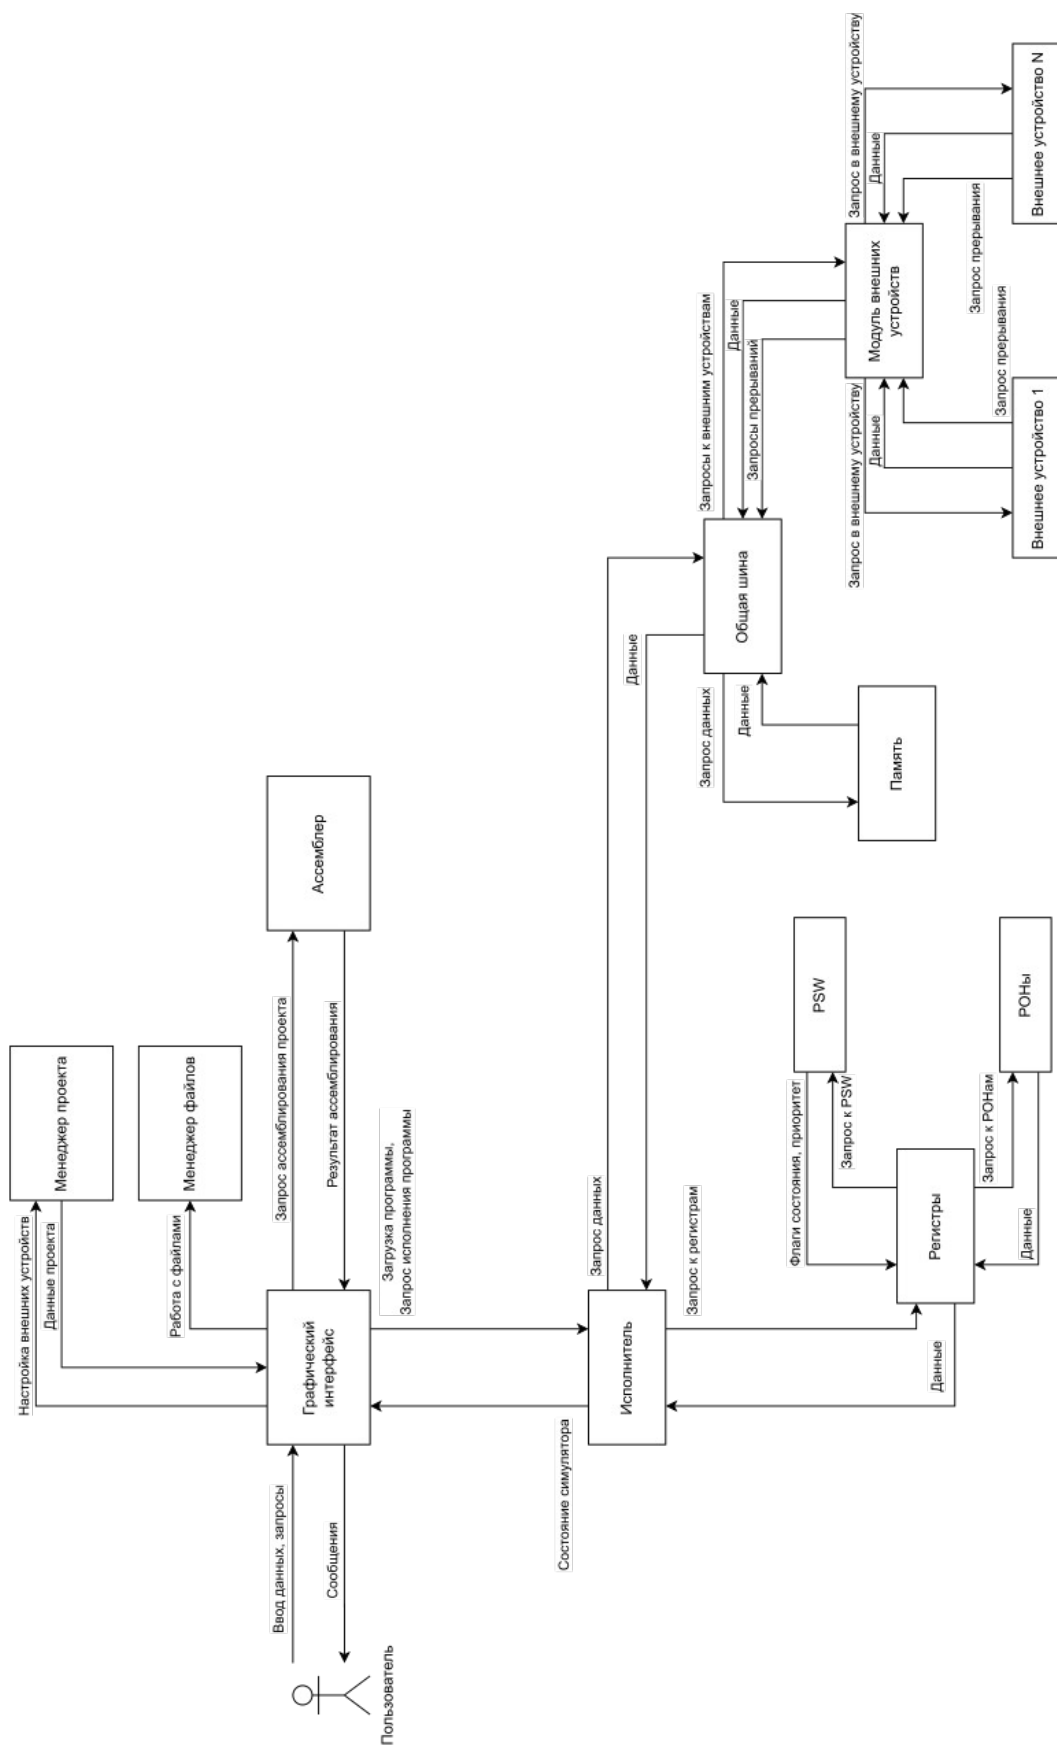 Настройка внешних устройств
Данные проекта
Менеджер проекта
Работа с файлами
Менеджер файлов
Ввод данных, запросы
Сообщения
Пользователь
Графический
интерфейс
Запрос ассемблирования проекта
Результат ассемблирования
Ассемблер
Загрузка программы,
Запрос исполнения программы
Состояние симулятора
Исполнитель
Запрос данных
Данные
Запрос к регистрам
Данные
Регистры
Флаги состояния, приоритет
Запрос к PSW
PSW
Запрос к РОНам
Данные
РОНы
Общая шина
Запрос данных
Данные
Память
Запросы к внешним устройствам
Данные
Запросы прерываний
Модуль внешних
устройств
Запрос в внешнему устройству
Данные
Запрос прерывания
Внешнее устройство 1
Запрос в внешнему устройству
Данные
Запрос прерывания
Внешнее устройство N